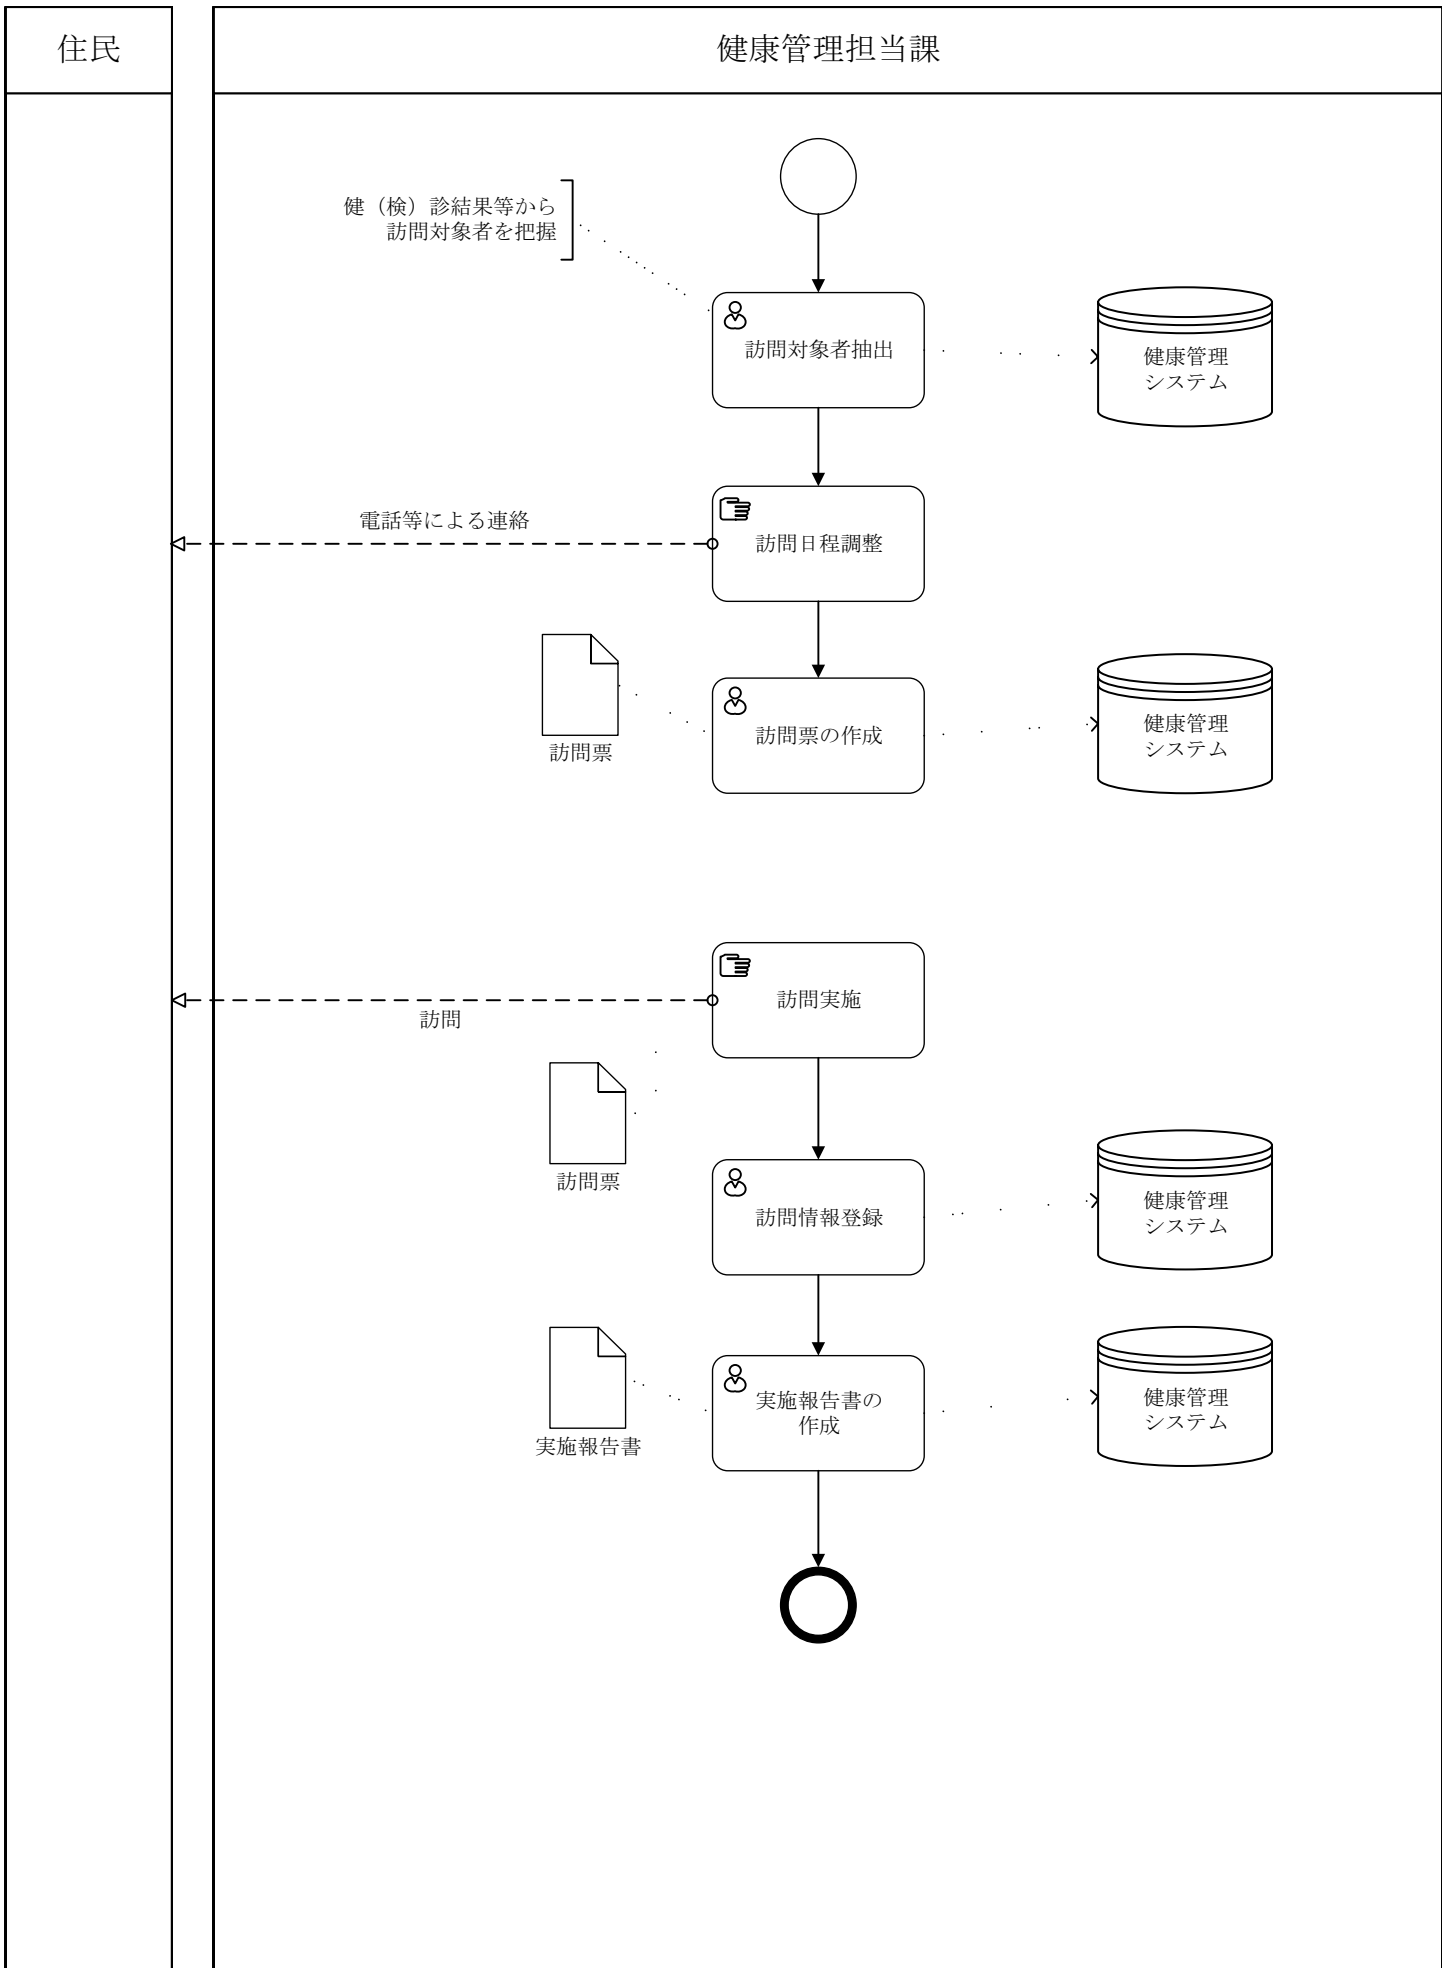 住民
健康管理担当課
健（検）診結果等から
訪問対象者を把握
訪問対象者抽出
健康管理
システム
電話等による連絡
訪問日程調整
訪問票
訪問票の作成
健康管理
システム
訪問実施
訪問
訪問票
訪問情報登録
健康管理
システム
実施報告書
実施報告書の
作成
健康管理
システム